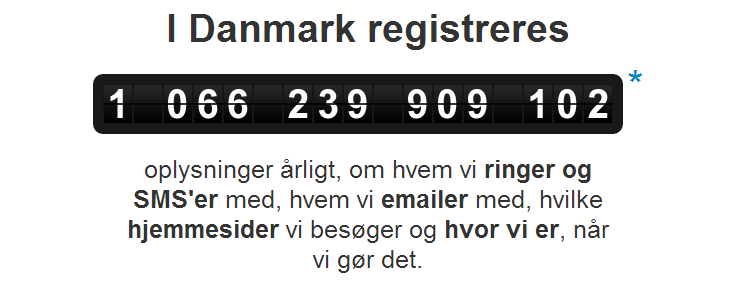 I Danmark registreres
1 066 239 909 102 *
oplysninger årligt, om hvem vi ringer og
SMS'er med, hvem vi emailer med, hvilke
hjemmesider vi besøger og hvor vi er, når
vi gør det.